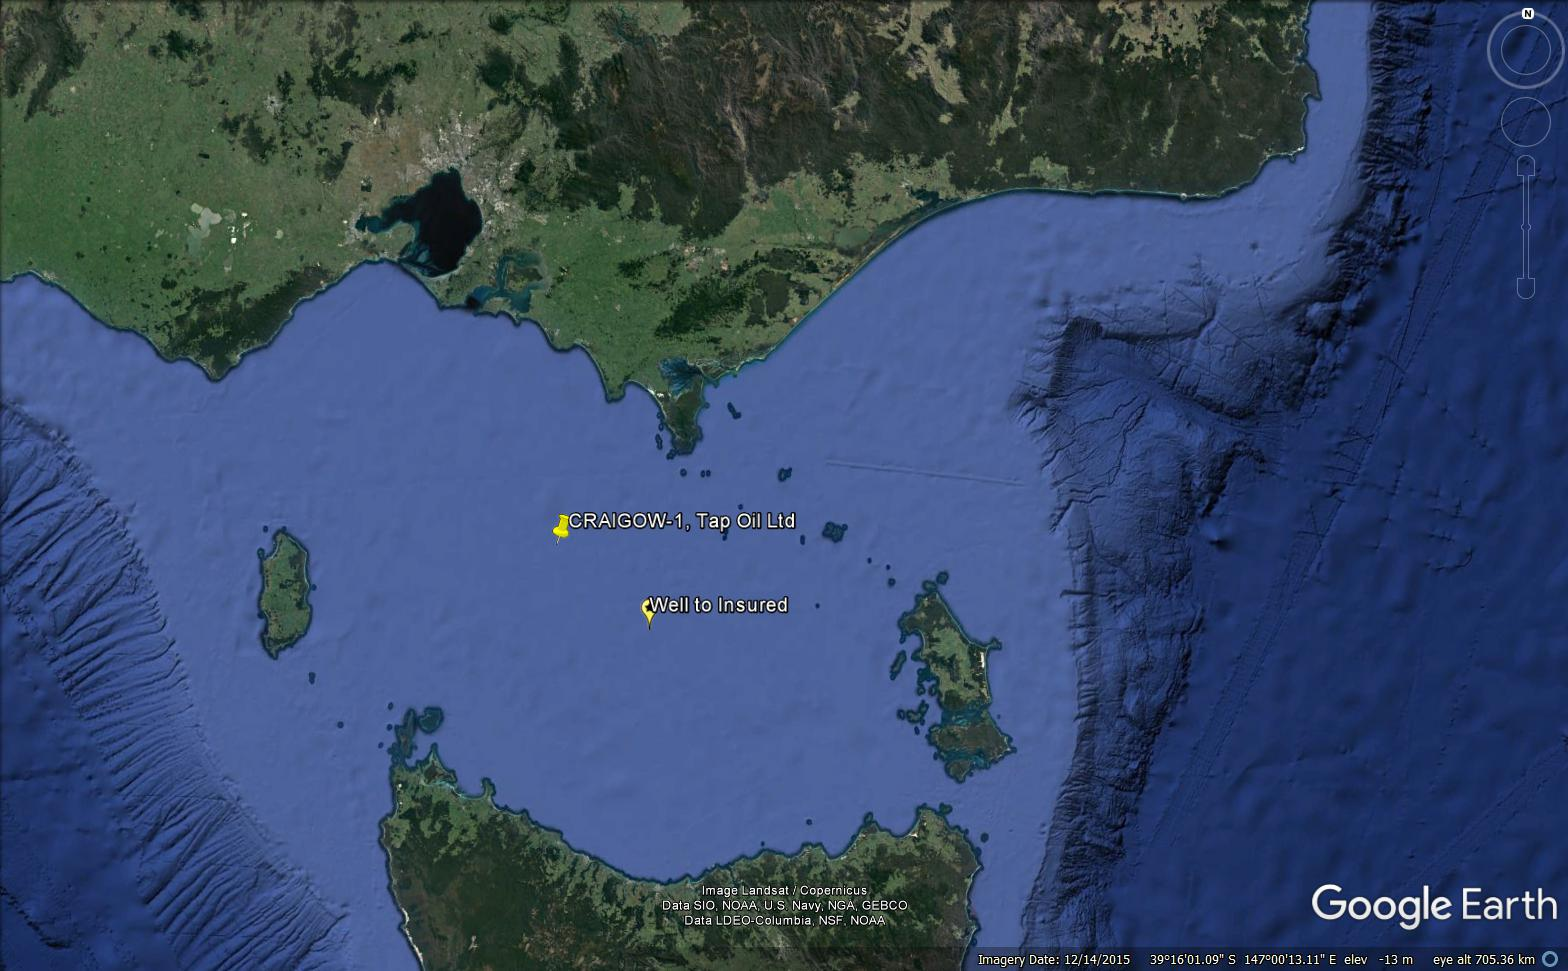 N
CRAIGOW-1, Tap Oil Ltd
Well to Insured
Image Landsat / Copernicus
Data SIO, NOAA, U.S. Navy, NGA, GEBCO
Data LDEO-Columbia, NSF, NOAA
Google Earth
Imagery Date: 12/14/2015 39°16'01.09" S 147°00'13.11" E elev -13 m eye alt 705.36 km